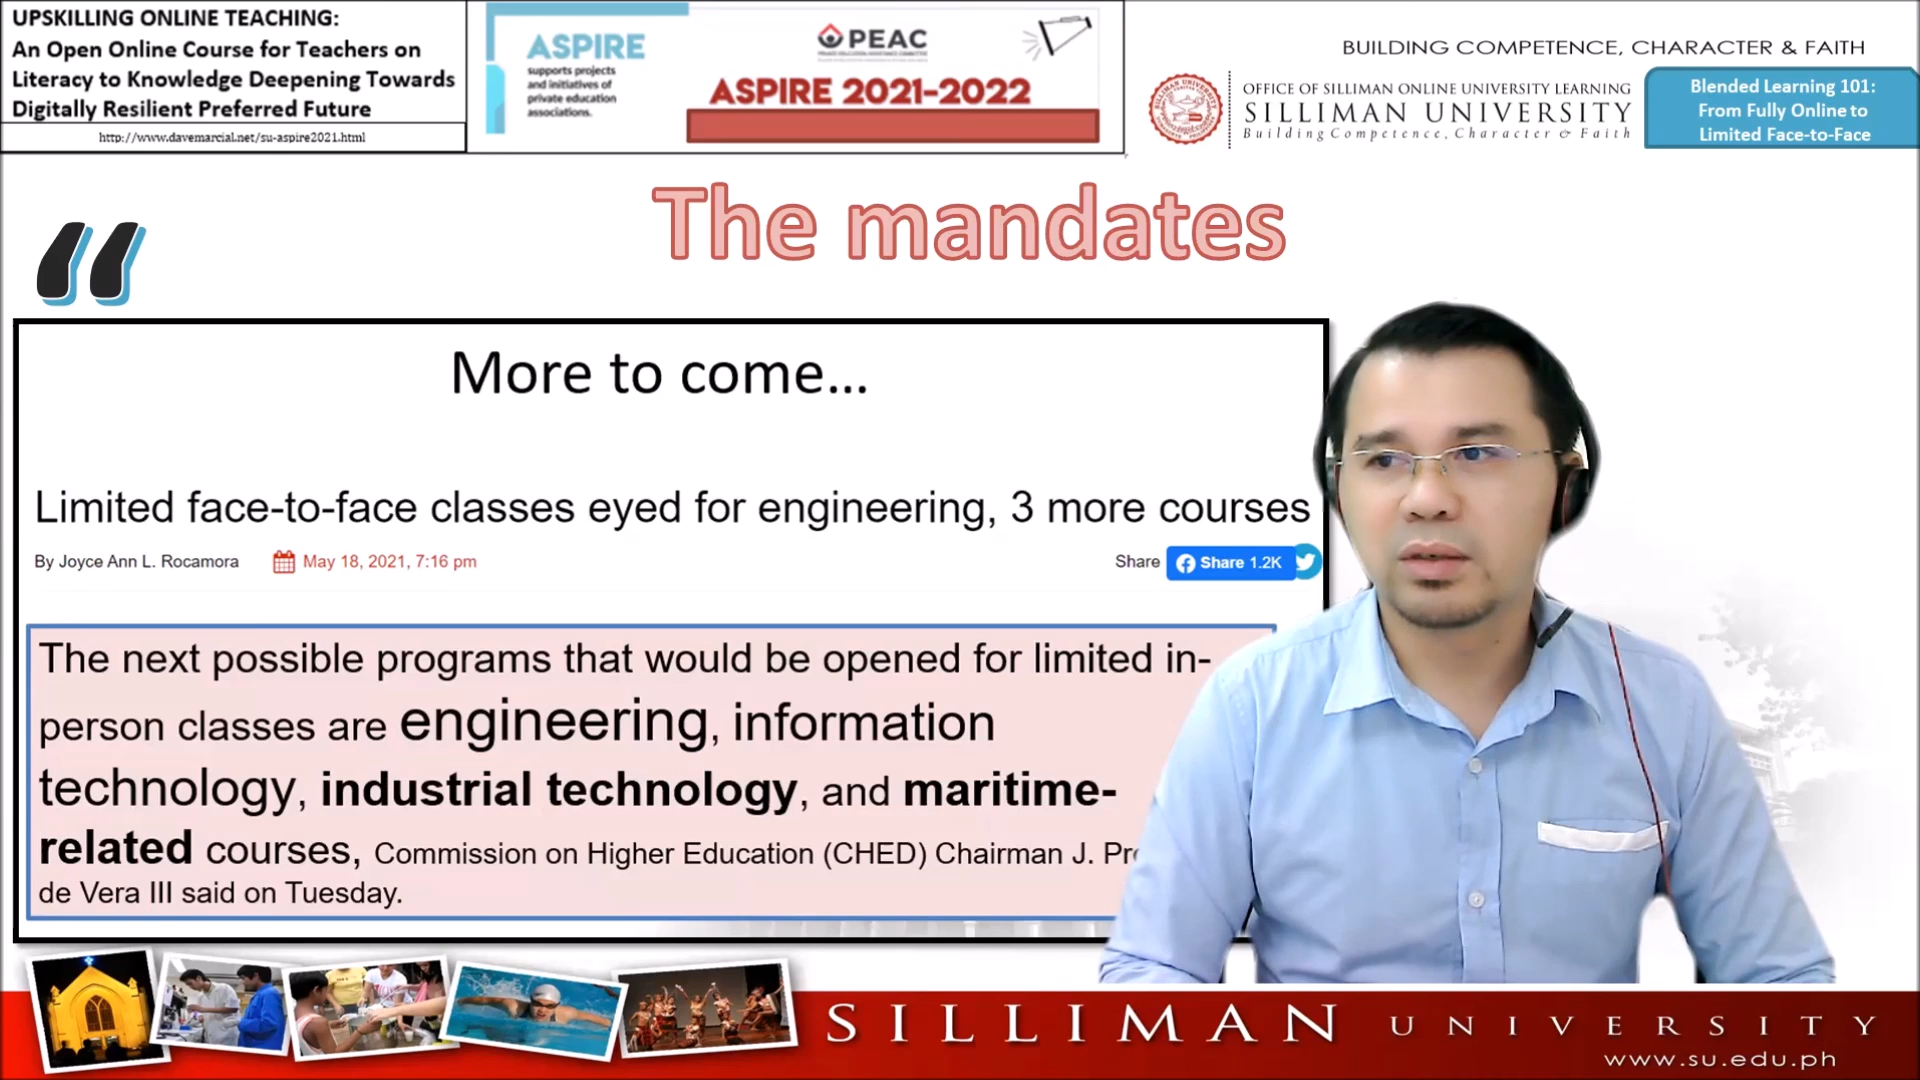 UPSKILLING ONLINE TEACHING:
An Open Online Course for Teachers on
Literacy to Knowledge Deepening Towards
Digitally Resilient Preferred Future
http://www.davemarcial.net/su-aspire2021.html
ASPIRE
supports projects
and initiatives of
private education
associations.
PEAC
ASPIRE 2021-2022
BUILDING COMPETENCE, CHARACTER & FAITH
OFFICE OF SILLIMAN ONLINE UNIVERSITY LEARNING
SILLIMAN UNIVERSITY
Building Competence, Character & Faith
Blended Learning 101:
From Fully Online to
Limited Face-to-Face
The mandates
“
More to come...
Limited face-to-face classes eyed for engineering, 3 more courses
By Joyce Ann L. Rocamora May 18, 2021, 7:16 pm Share Share 1.2K
The next possible programs that would be opened for limited in-
person classes are engineering, information
technology, industrial technology, and maritime-
related courses, Commission on Higher Education (CHED) Chairman J.
de Vera III said on Tuesday.
SILLIMAN UNIVERSITY
www.su.edu.ph